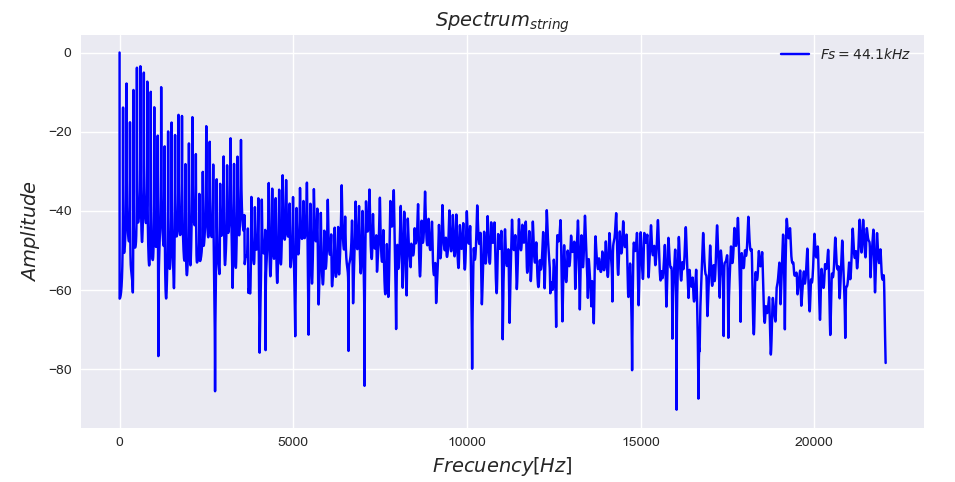 Spectrum_string
Fs = 44.1kHz
0
−20
−40
−60
−80
Amplitude
0 5000 10000 15000 20000
Frecuency[Hz]